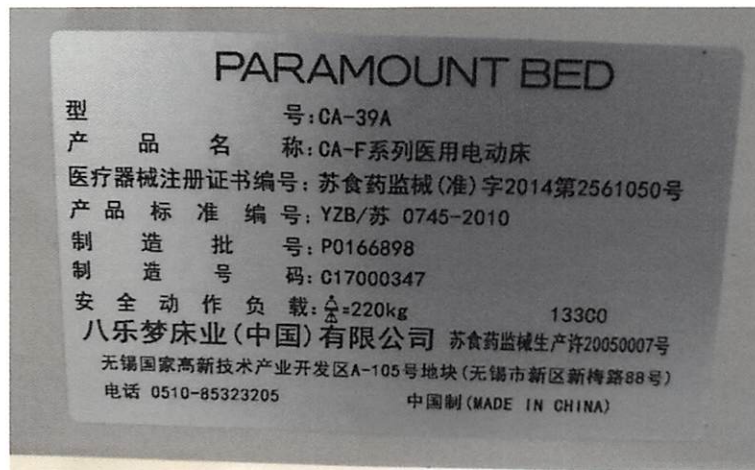 PARAMOUNT BED
型号:CA-39A
产品名称:CA-F系列医用电动床
医疗器械注册证书编号:苏食药监械(准)字2014第2561050号
产品标准编号:YZB/苏 0745-2010
制造批号:P0166898
制造号码:C17000347
安全动作负载:=220kg 133C0
八乐梦床业(中国)有限公司 苏食药监械生产许20050007号
无锡国家高新技术产业开发区A-105号地块(无锡市新区新梅路88号)
电话 0510-85323205 中国制(MADE IN CHINA)